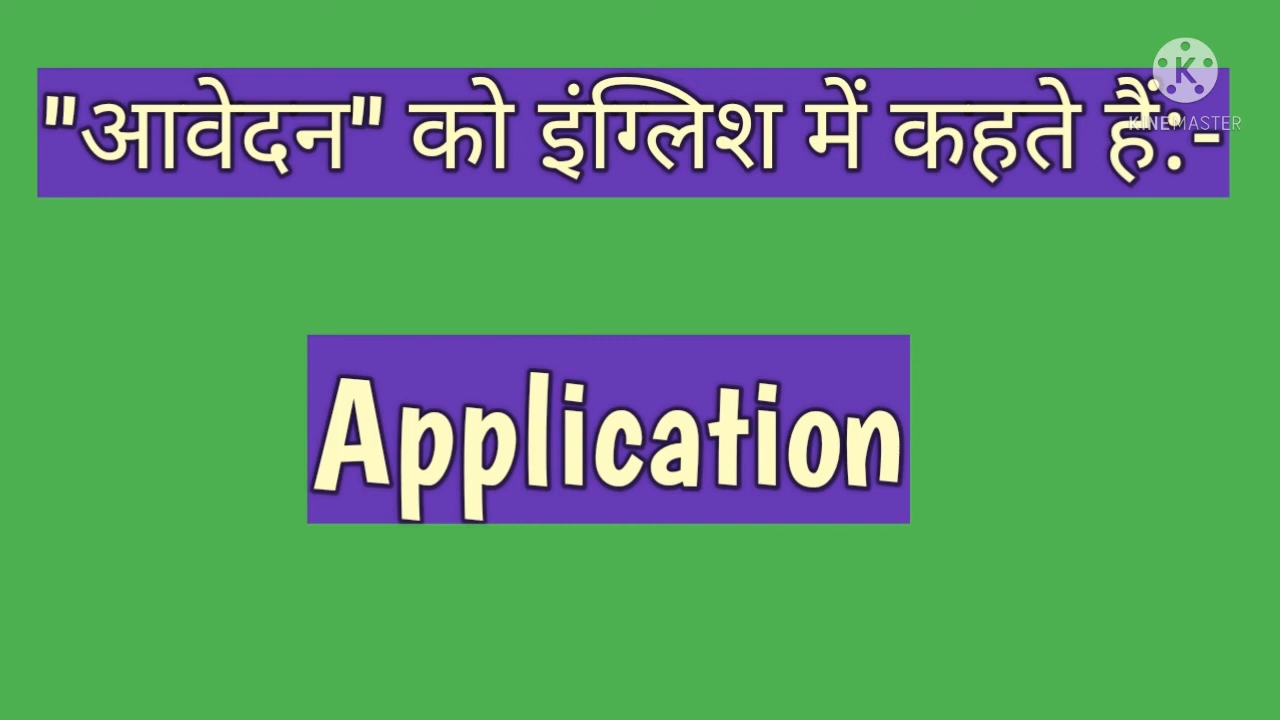 "आवेदन" को इंग्लिश में कहते हैं.-
K
KINEMASTER
Application